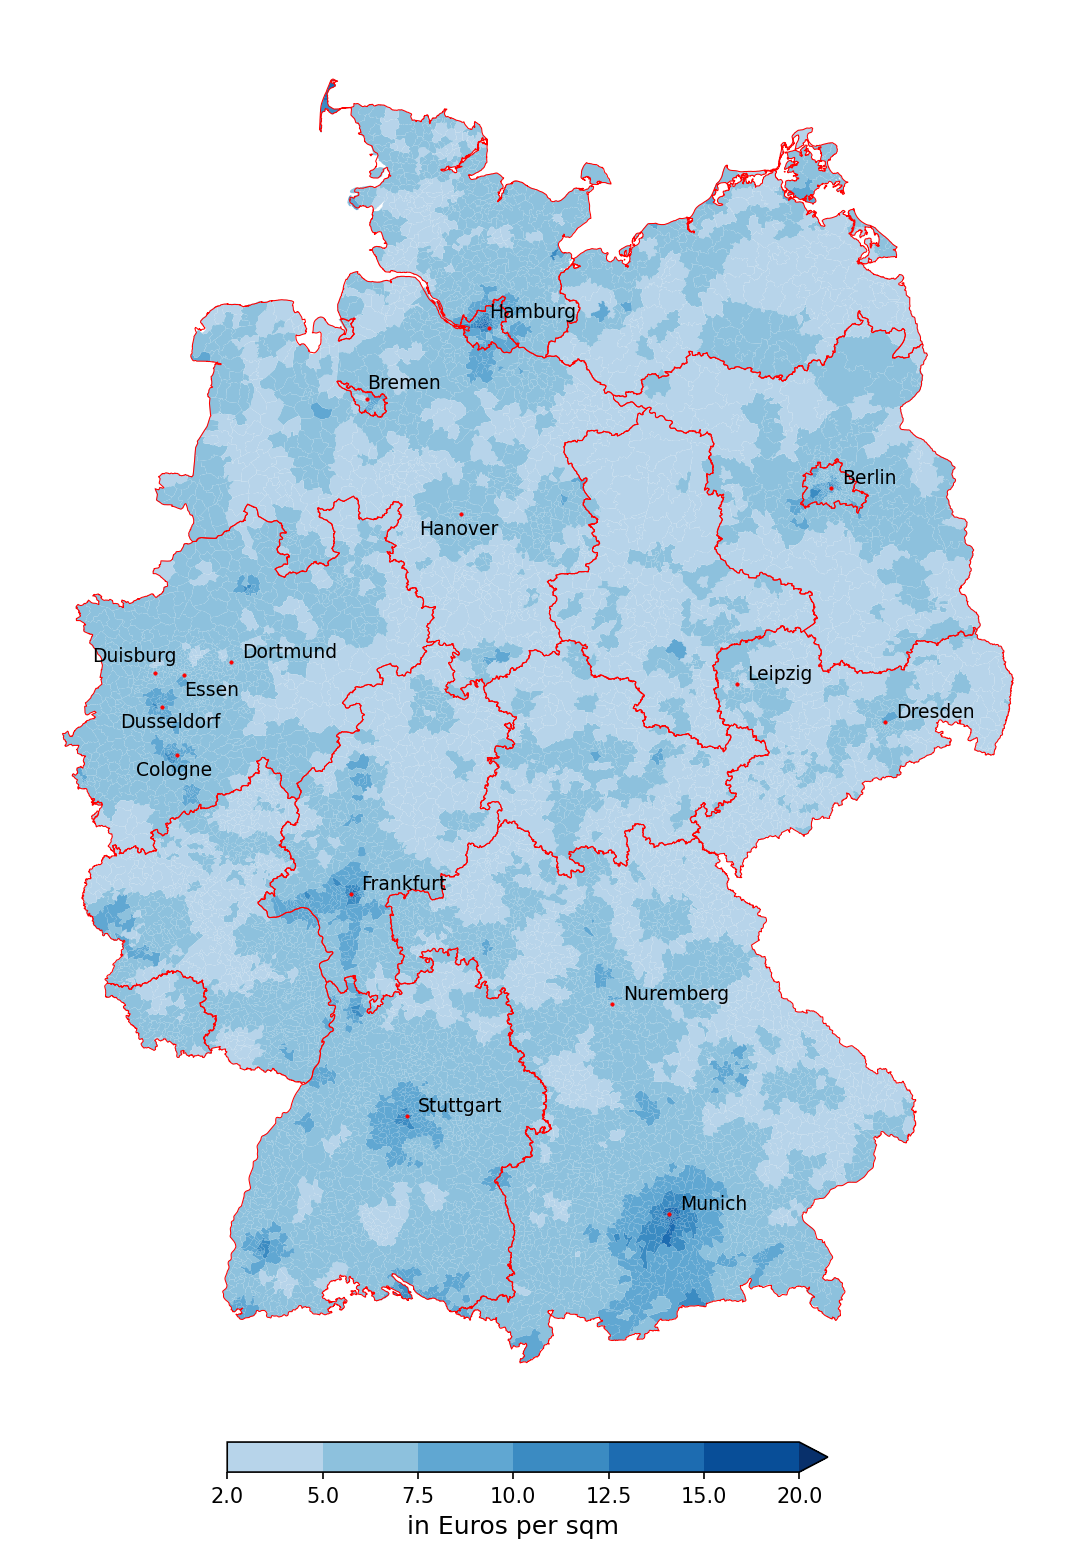 Hamburg
Bremen
Berlin
Hanover
Duisburg
Dortmund
Essen
Leipzig
Dusseldorf
Dresden
Cologne
Frankfurt
Nuremberg
Stuttgart
Munich
2.0 5.0 7.5 10.0 12.5 15.0 20.0
in Euros per sqm